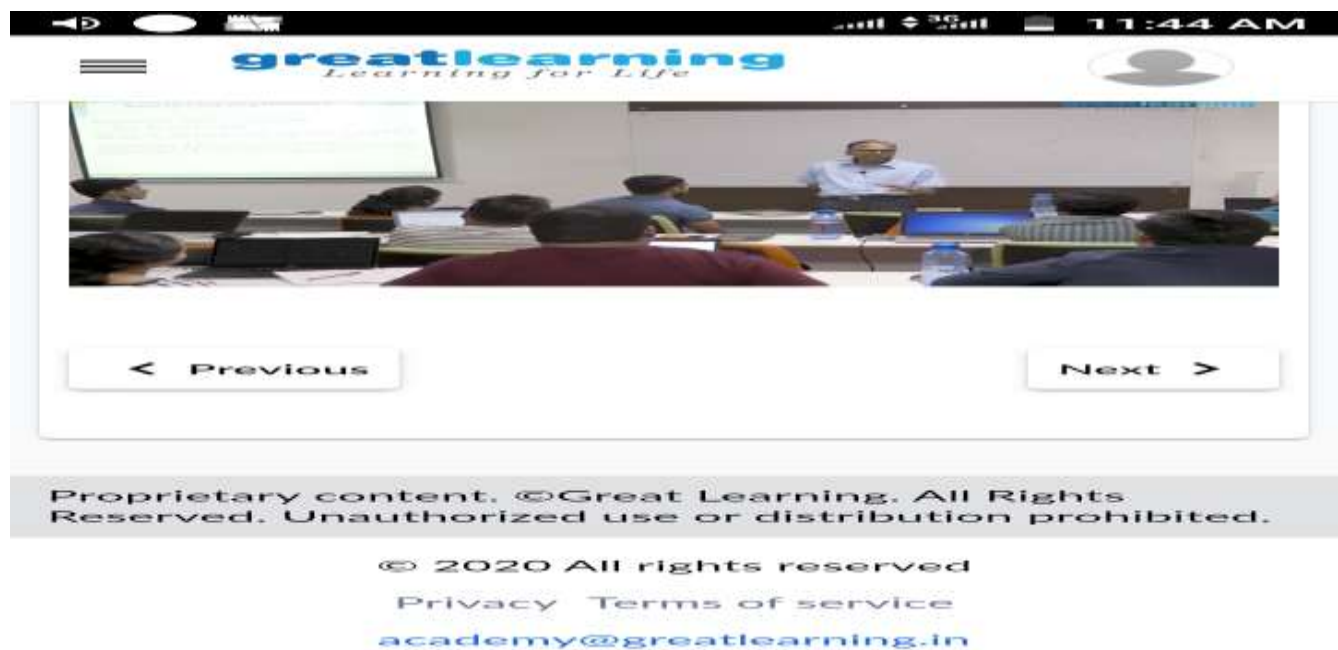 3G
11:44 AM
greatlearning
Learning for Life
< Previous
Next >
Proprietary content. ©Great Learning. All Rights
Reserved. Unauthorized use or distribution prohibited.
© 2020 All rights reserved
Privacy Terms of service
academy@greatlearning.in